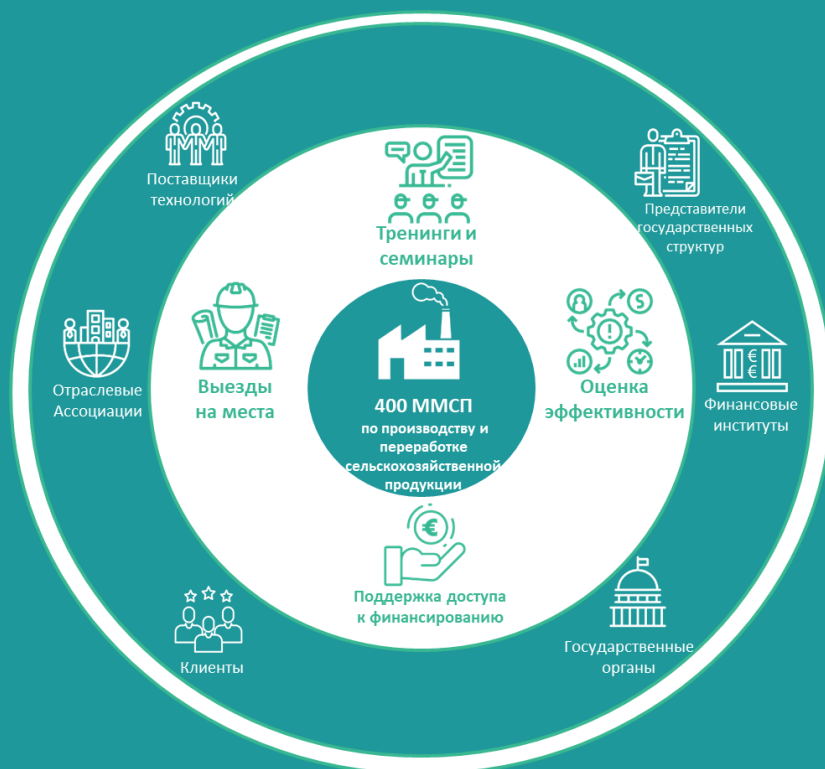 Поставщики
технологий
Тренинги и
семинары
Представители
государственных
структур
Отраслевые
Ассоциации
Выезды
на места
400 ММСП
по производству и
переработке
сельскохозяйственной
продукции
Оценка
эффективности
Финансовые
институты
Поддержка доступа
к финансированию
Клиенты
Государственные
органы